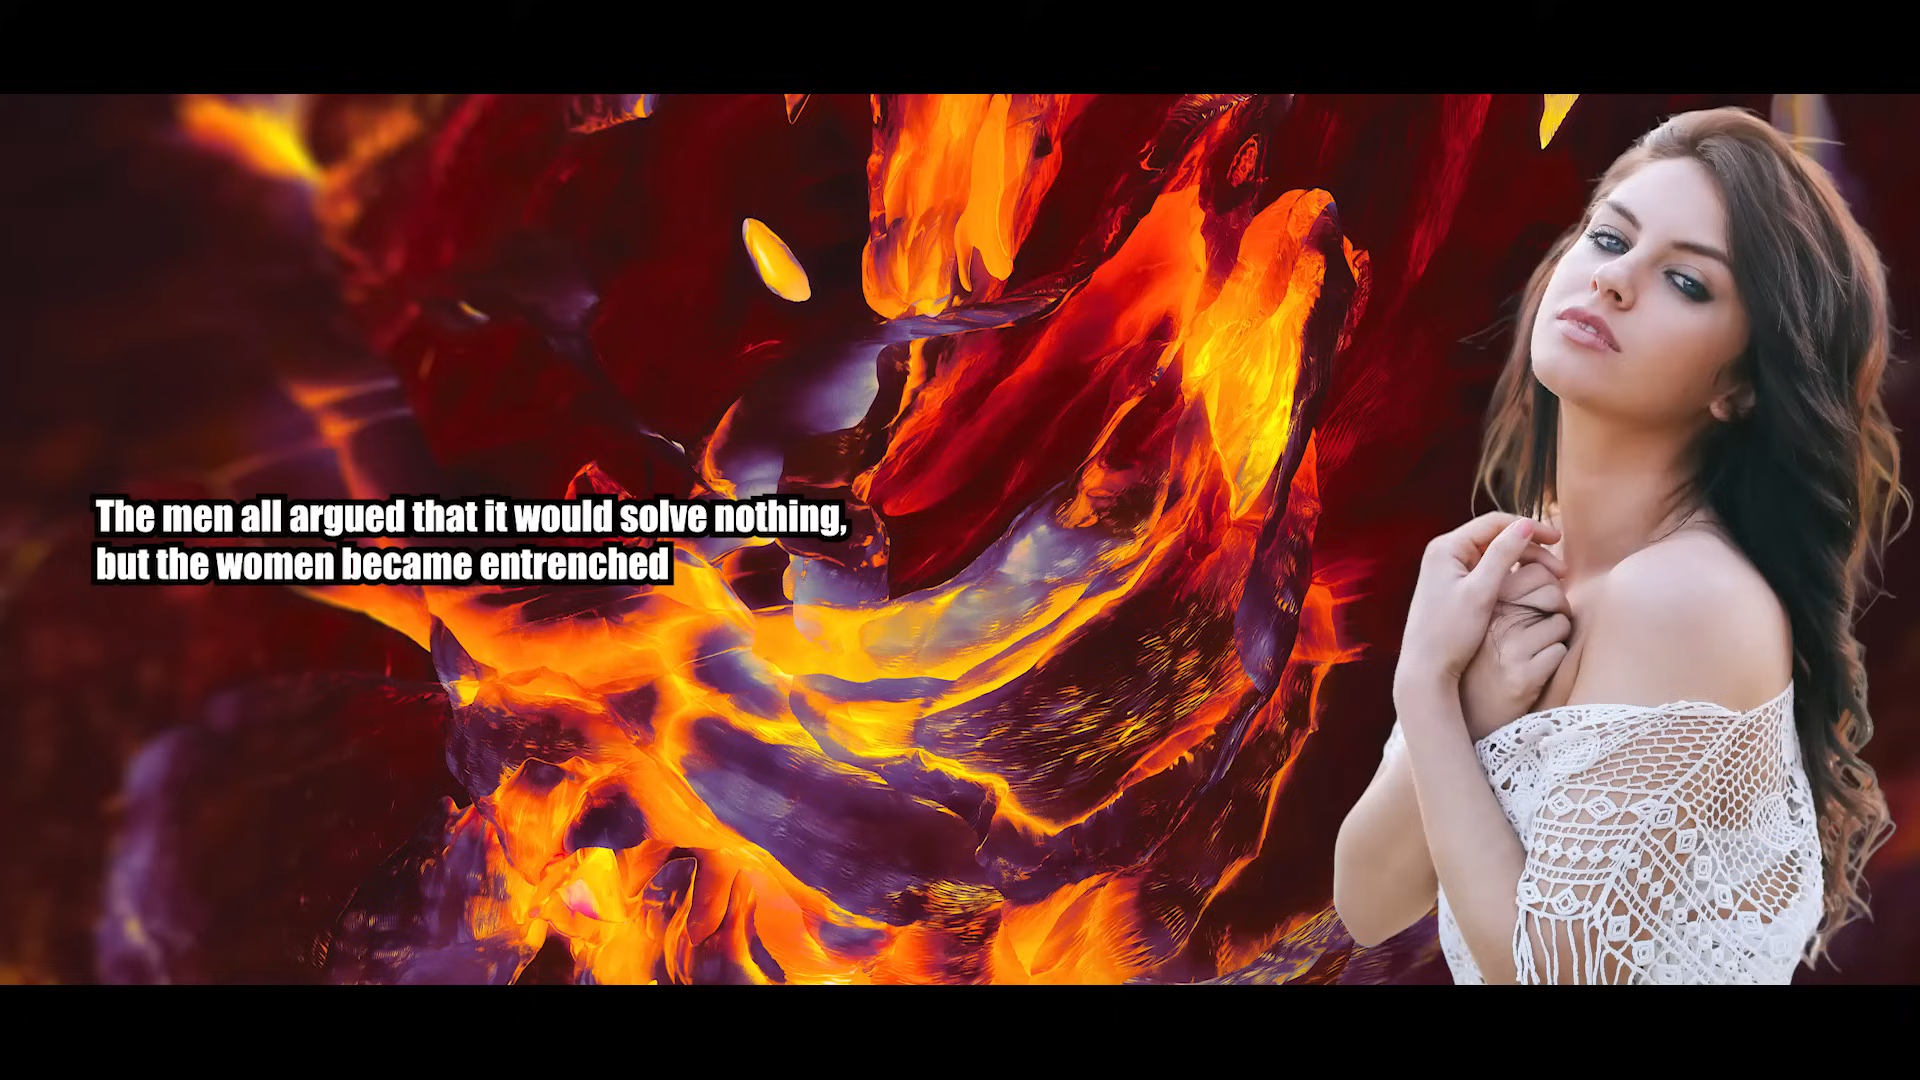 The men all argued that it would solve nothing,
but the women became entrenched